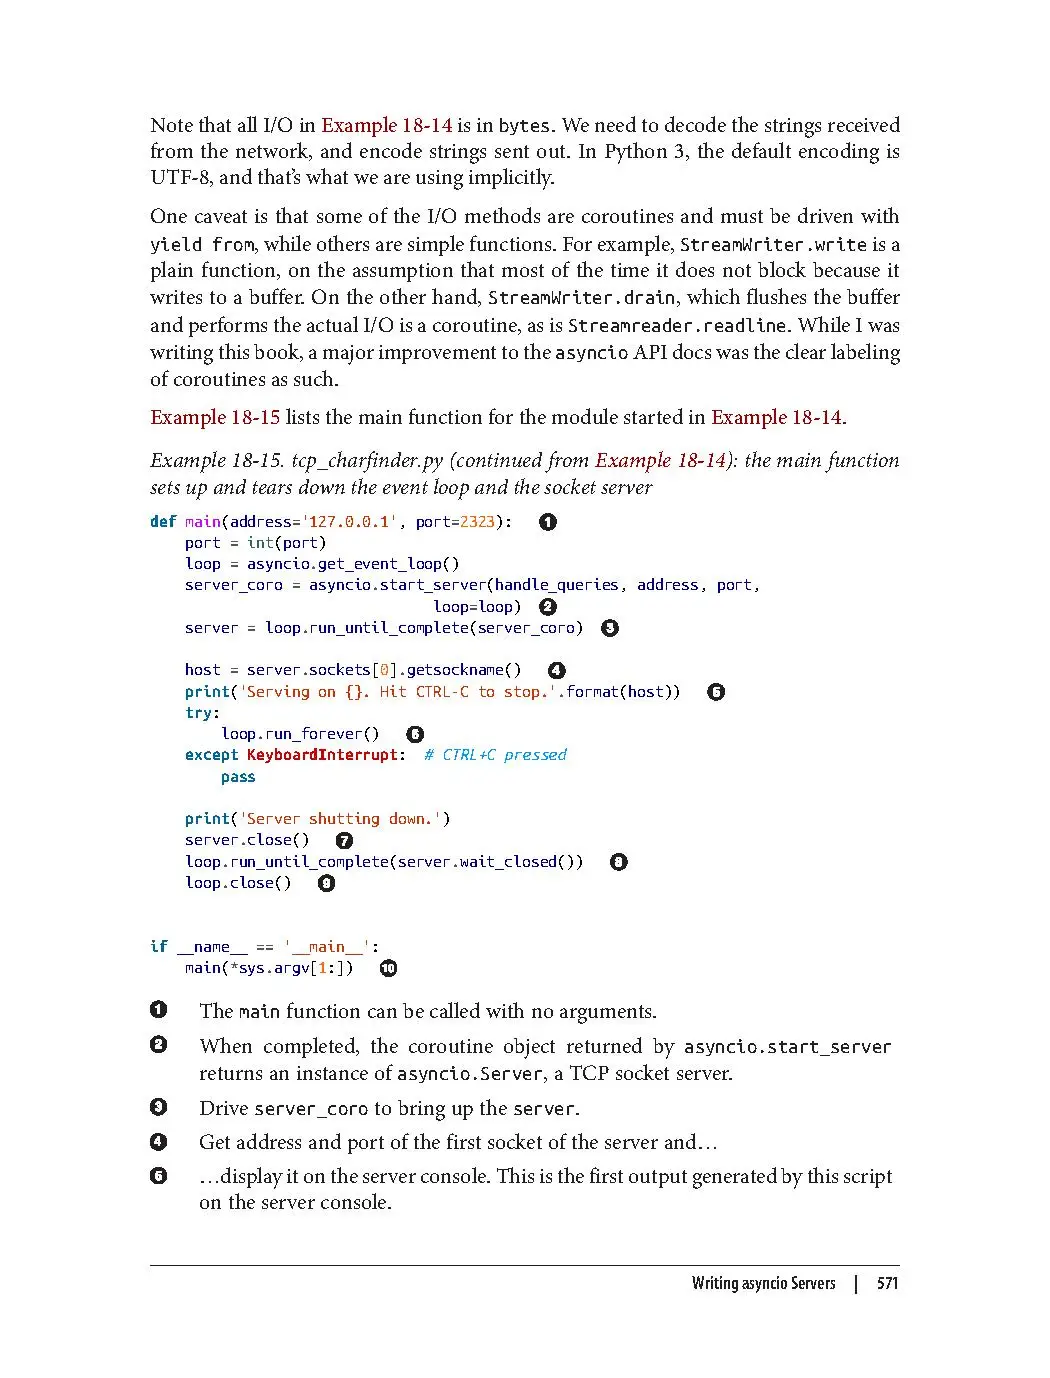 Note that all I/O in Example 18-14 is in bytes. We need to decode the strings received
from the network, and encode strings sent out. In Python 3, the default encoding is
UTF-8, and that’s what we are using implicitly.
One caveat is that some of the I/O methods are coroutines and must be driven with
yield from, while others are simple functions. For example, StreamWriter.write is a
plain function, on the assumption that most of the time it does not block because it
writes to a buffer. On the other hand, StreamWriter.drain, which flushes the buffer
and performs the actual I/O is a coroutine, as is Streamreader.readline. While I was
writing this book, a major improvement to the asyncio API docs was the clear labeling
of coroutines as such.
Example 18-15 lists the main function for the module started in Example 18-14.
Example 18-15. tcp_charfinder.py (continued from Example 18-14): the main function
sets up and tears down the event loop and the socket server
def main(address='127.0.0.1', port=2323): ❶
    port = int(port)
    loop = asyncio.get_event_loop()
    server_coro = asyncio.start_server(handle_queries, address, port,
                            loop=loop) ❷
    server = loop.run_until_complete(server_coro) ❸
    host = server.sockets[0].getsockname() ❹
    print('Serving on {}. Hit CTRL-C to stop.'.format(host)) ❺
    try:
        loop.run_forever() ❻
    except KeyboardInterrupt:  # CTRL+C pressed
        pass
    print('Server shutting down.')
    server.close() ❼
    loop.run_until_complete(server.wait_closed()) ❽
    loop.close() ❾
if __name__ == '__main__':
    main(*sys.argv[1:]) ❿
❶ The main function can be called with no arguments.
❷ When completed, the coroutine object returned by asyncio.start_server
returns an instance of asyncio.Server, a TCP socket server.
❸ Drive server_coro to bring up the server.
❹ Get address and port of the first socket of the server and…
❺ …display it on the server console. This is the first output generated by this script
on the server console.
Writing asyncio Servers | 571